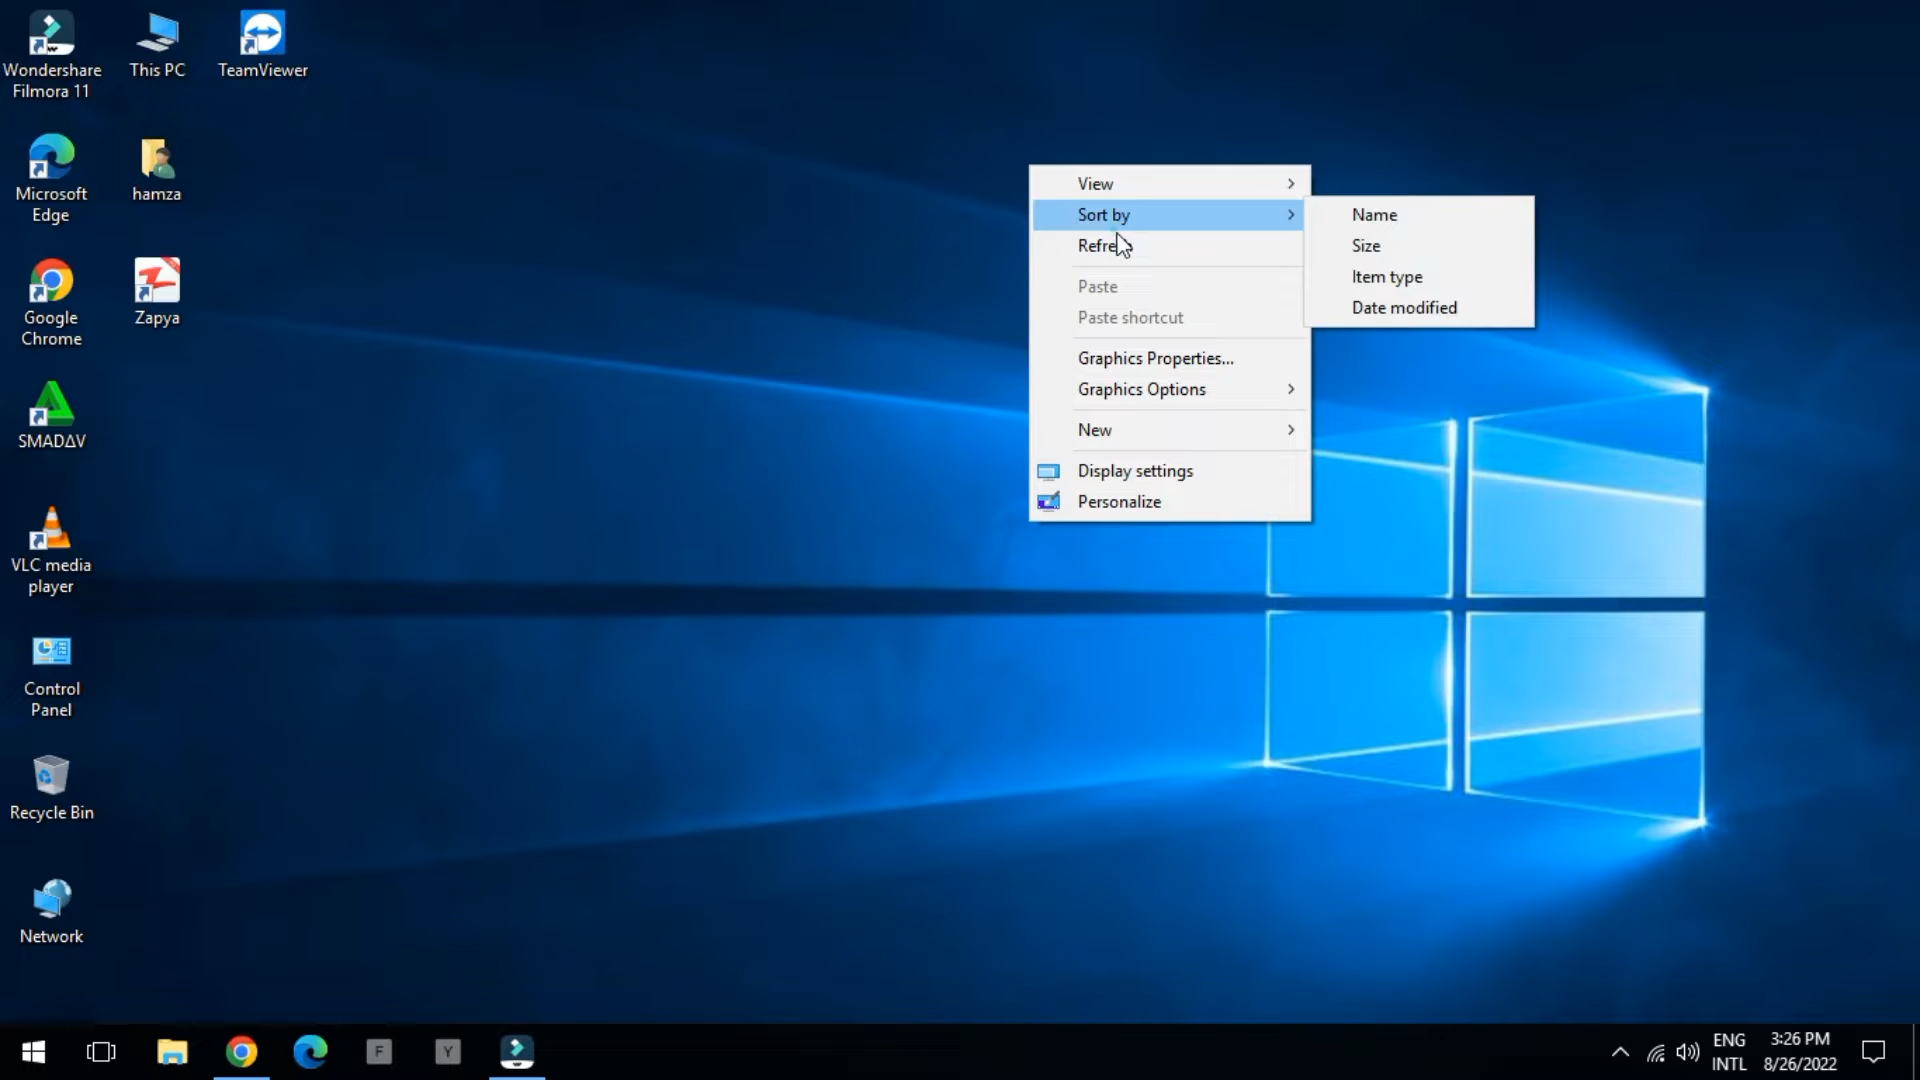 Wondershare
Filmora 11
This PC
TeamViewer
Microsoft
Edge
hamza
Google
Chrome
Zapya
SMADΔV
VLC media
player
Control
Panel
Recycle Bin
Network
View
Sort by
Refre
Paste
Paste shortcut
Graphics Properties...
Graphics Options
New
Display settings
Personalize
Name
Size
Item type
Date modified
F
Y
ENG
INTL
3:26 PM
8/26/2022